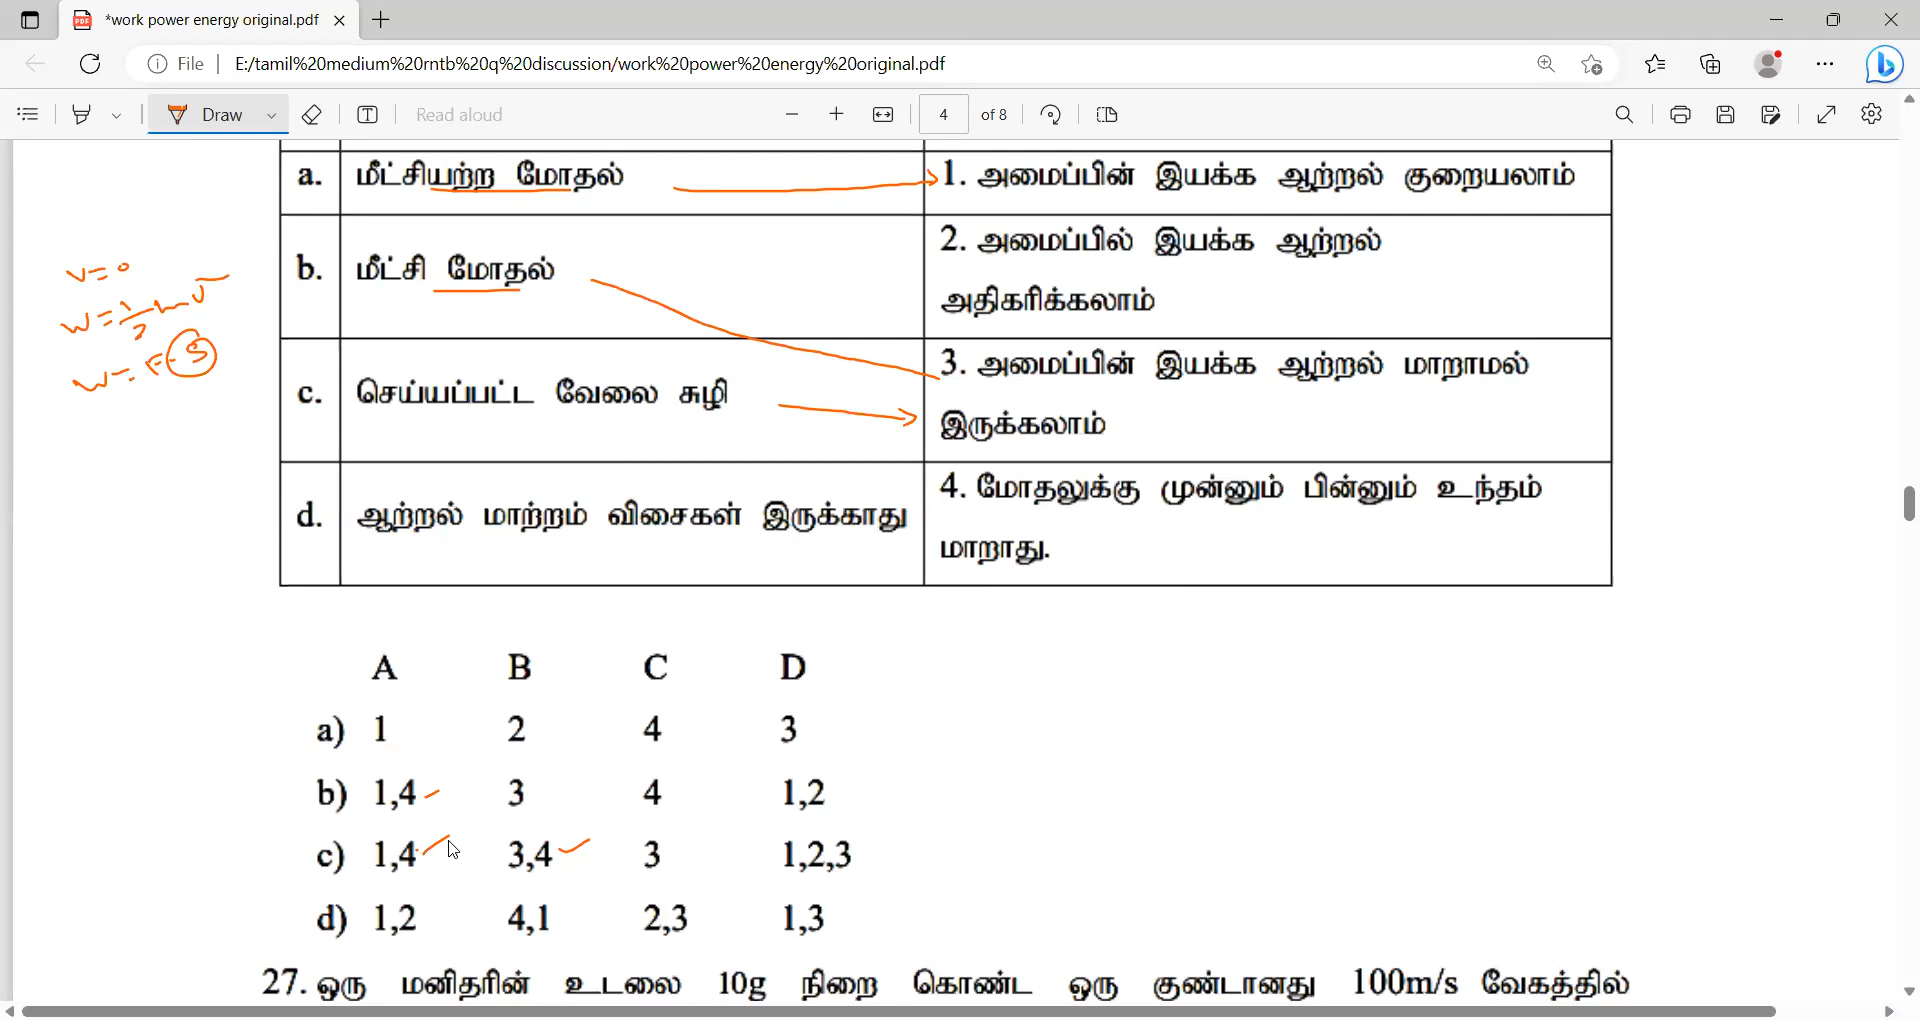 *work power energy original.pdf
File
E:/tamil%20medium%20rntb%20q%20discussion/work%20power%20energy%20original.pdf
Draw
Read aloud
4 of 8
a. மீட்சியற்ற மோதல் 1. அமைப்பின் இயக்க ஆற்றல் குறையலாம்
b. மீட்சி மோதல் 2. அமைப்பில் இயக்க ஆற்றல்
அதிகரிக்கலாம்
c. செய்யப்பட்ட வேலை சுழி 3. அமைப்பின் இயக்க ஆற்றல் மாறாமல்
இருக்கலாம்
d. ஆற்றல் மாற்றம் விசைகள் இருக்காது 4. மோதலுக்கு முன்னும் பின்னும் உந்தம்
மாறாது.
v=0
W=
W=F.S
A B C D
a) 1 2 4 3
b) 1,4 3 4 1,2
c) 1,4 3,4 3 1,2,3
d) 1,2 4,1 2,3 1,3
27. ஒரு மனிதரின் உடலை 10g நிறை கொண்ட ஒரு குண்டானது 100m/s வேகத்தில்